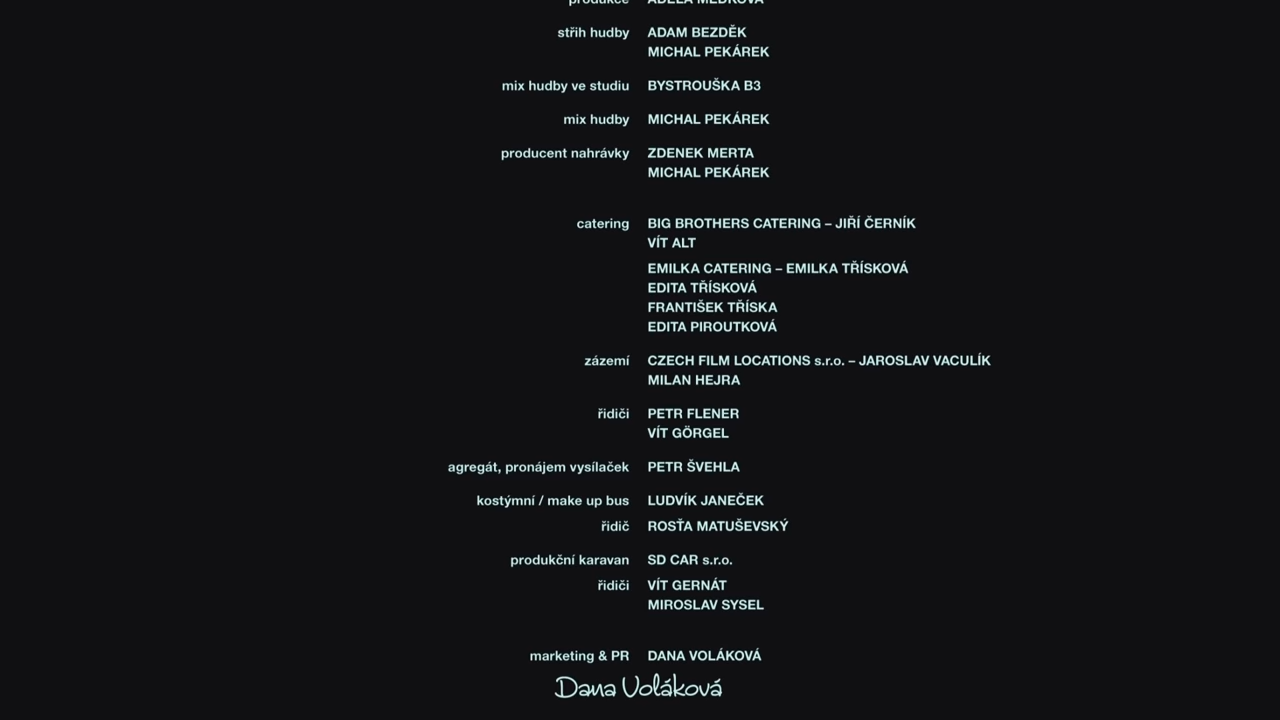 produkce ADÉLA MEDKOVÁ
střih hudby ADAM BEZDĚK
MICHAL PEKÁREK
mix hudby ve studiu BYSTROUŠKA B3
mix hudby MICHAL PEKÁREK
producent nahrávky ZDENEK MERTA
MICHAL PEKÁREK
catering BIG BROTHERS CATERING – JIŘÍ ČERNÍK
VÍT ALT
EMILKA CATERING – EMILKA TŘÍSKOVÁ
EDITA TŘÍSKOVÁ
FRANTIŠEK TŘÍSKA
EDITA PIROUTKOVÁ
zázemí CZECH FILM LOCATIONS s.r.o. – JAROSLAV VACULÍK
MILAN HEJRA
řidiči PETR FLENER
VÍT GÖRGEL
agregát, pronájem vysílaček PETR ŠVEHLA
kostýmní / make up bus LUDVÍK JANEČEK
řidič ROSŤA MATUŠEVSKÝ
produkční karavan SD CAR s.r.o.
řidiči VÍT GERNÁT
MIROSLAV SYSEL
marketing & PR DANA VOLÁKOVÁ
Dana Voláková